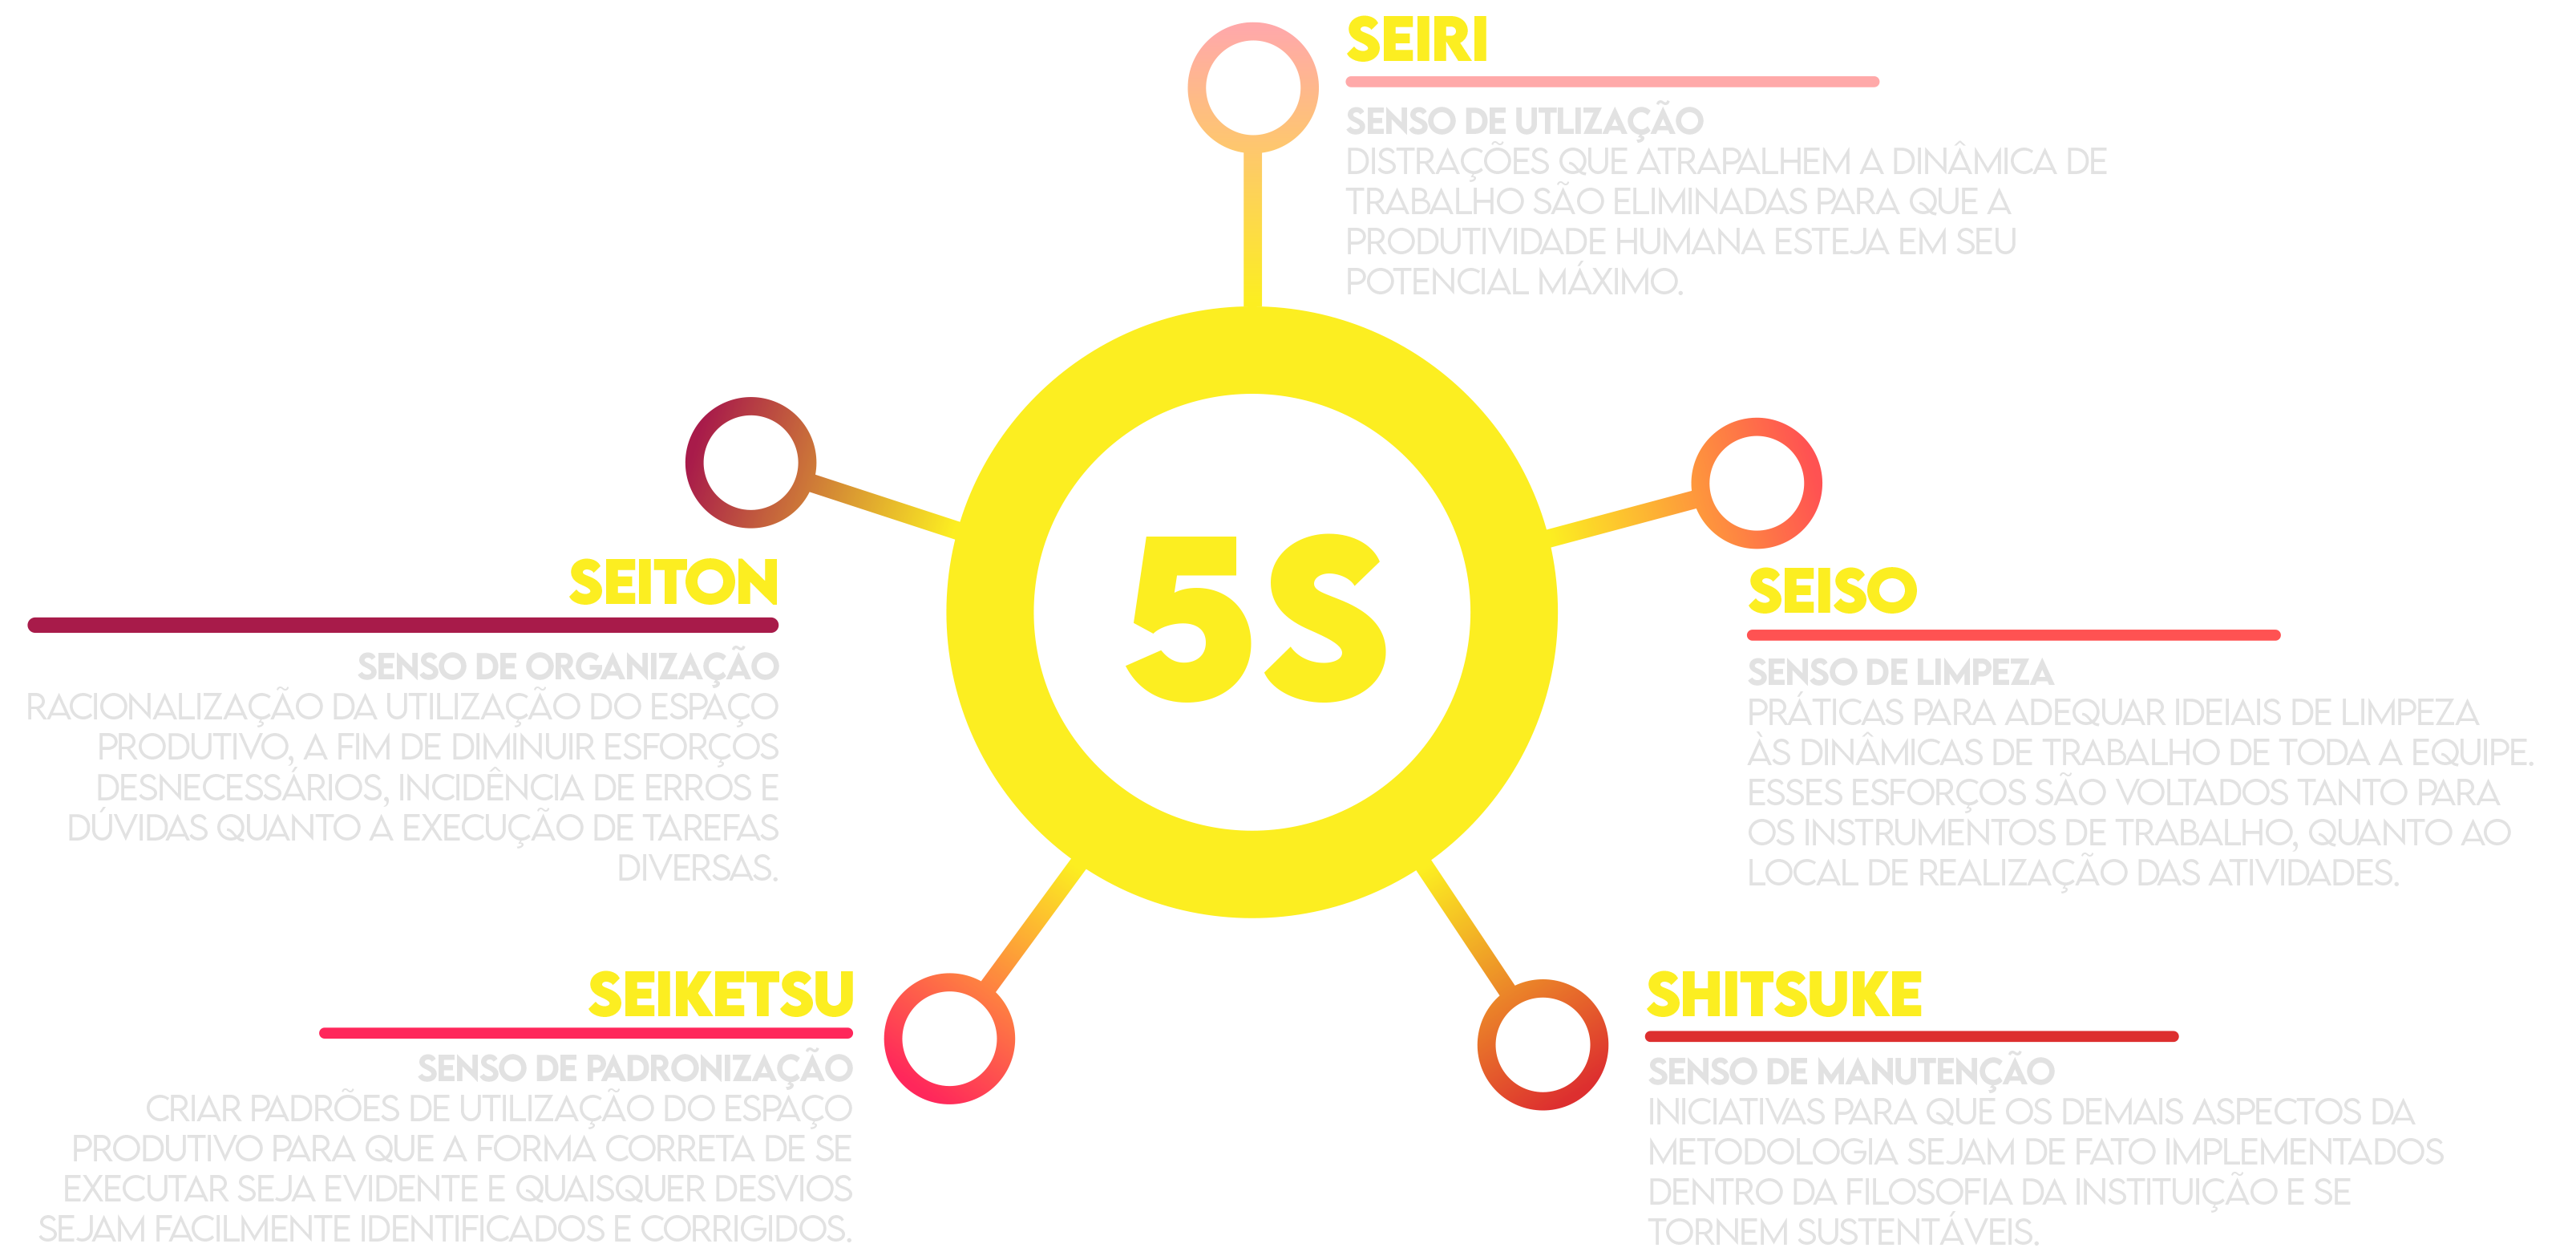 SEIRI
SENSO DE UTLIZAÇÃO
DISTRAÇÕES QUE ATRAPALHEM A DINÂMICA DE
TRABALHO SÃO ELIMINADAS PARA QUE A
PRODUTIVIDADE HUMANA ESTEJA EM SEU
POTENCIAL MÁXIMO.
SEITON
SENSO DE ORGANIZAÇÃO
RACIONALIZAÇÃO DA UTILIZAÇÃO DO ESPAÇO
PRODUTIVO, A FIM DE DIMINUIR ESFORÇOS
DESNECESSÁRIOS, INCIDÊNCIA DE ERROS E
DÚVIDAS QUANTO A EXECUÇÃO DE TAREFAS
DIVERSAS.
5S
SEISO
SENSO DE LIMPEZA
PRÁTICAS PARA ADEQUAR IDEIAIS DE LIMPEZA
ÀS DINÂMICAS DE TRABALHO DE TODA A EQUIPE.
ESSES ESFORÇOS SÃO VOLTADOS TANTO PARA
OS INSTRUMENTOS DE TRABALHO, QUANTO AO
LOCAL DE REALIZAÇÃO DAS ATIVIDADES.
SEIKETSU
SENSO DE PADRONIZAÇÃO
CRIAR PADRÕES DE UTILIZAÇÃO DO ESPAÇO
PRODUTIVO PARA QUE A FORMA CORRETA DE SE
EXECUTAR SEJA EVIDENTE E QUAISQUER DESVIOS
SEJAM FACILMENTE IDENTIFICADOS E CORRIGIDOS.
SHITSUKE
SENSO DE MANUTENÇÃO
INICIATIVAS PARA QUE OS DEMAIS ASPECTOS DA
METODOLOGIA SEJAM DE FATO IMPLEMENTADOS
DENTRO DA FILOSOFIA DA INSTITUIÇÃO E SE
TORNEM SUSTENTÁVEIS.